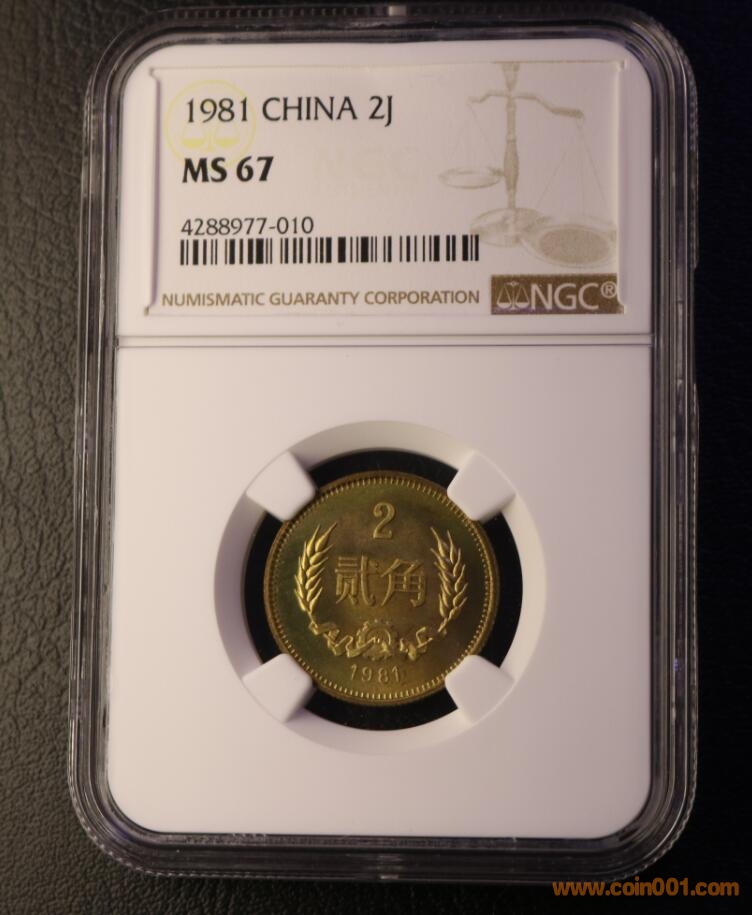 1981 CHINA 2J
MS 67
4288977-010
NUMISMATIC GUARANTY CORPORATION
NGC®
2
贰角
1981
www.coin001.com